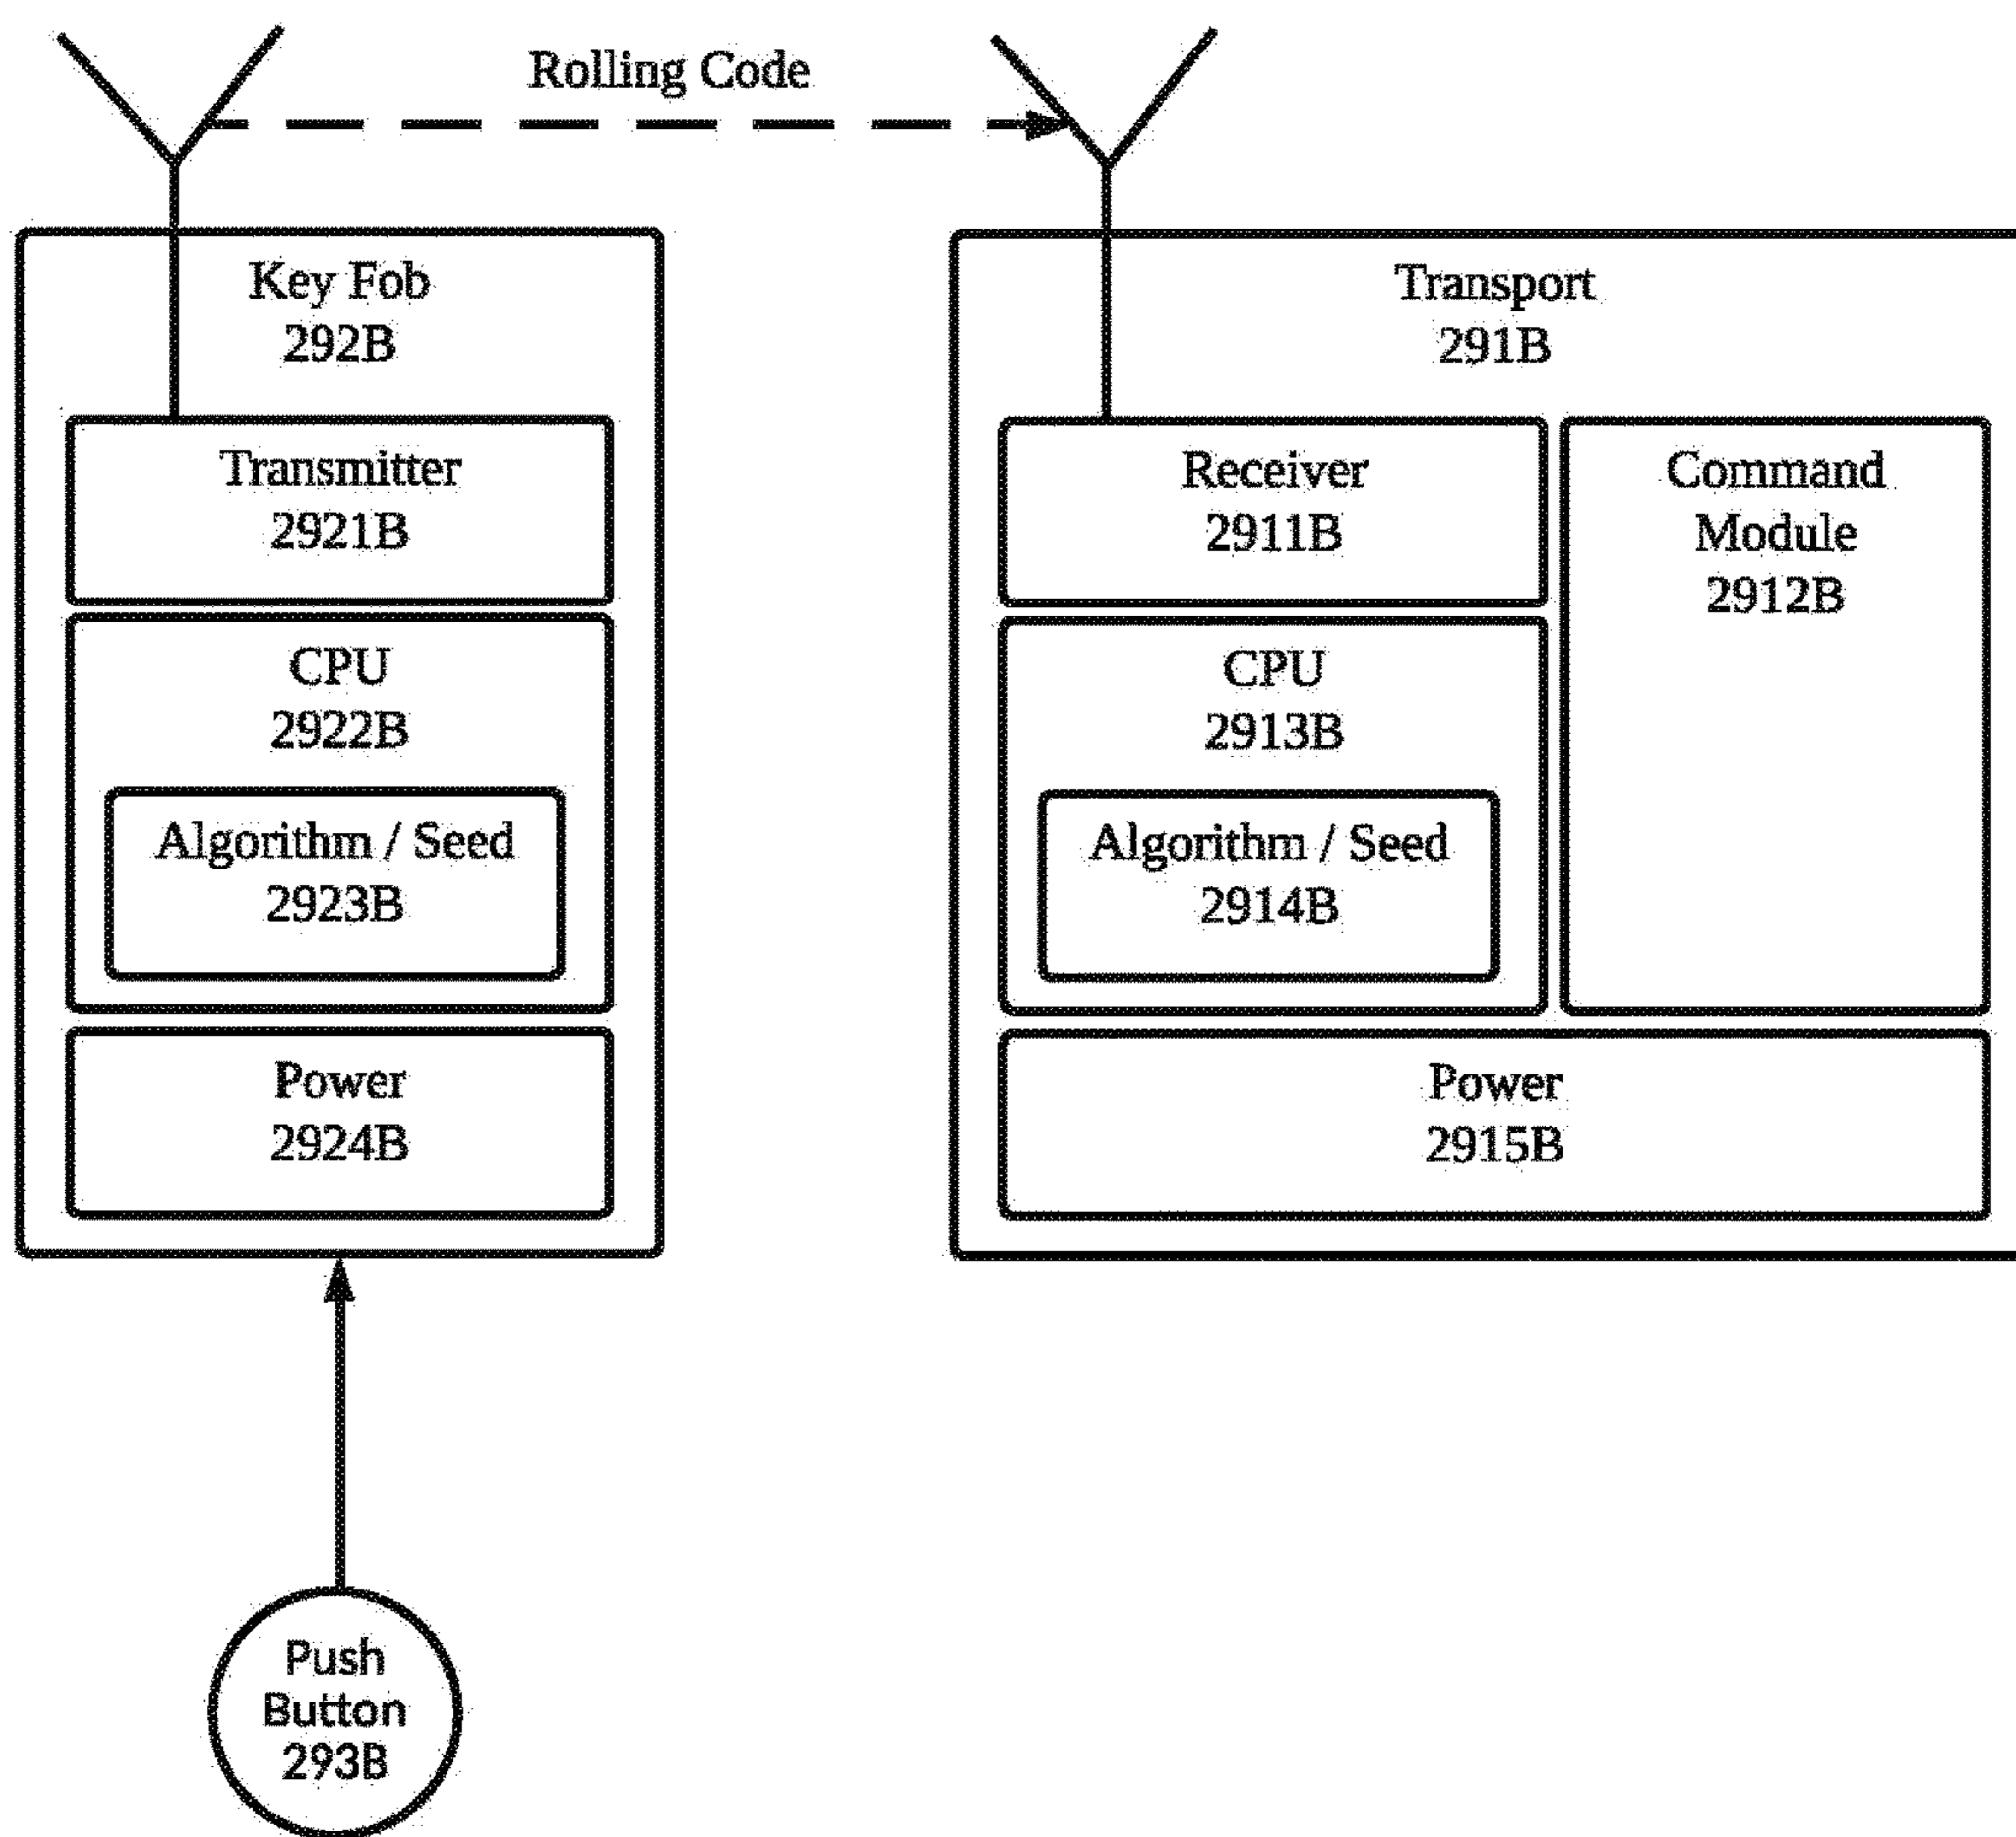 Rolling Code
Key Fob
292B
Transmitter
2921B
CPU
2922B
Algorithm / Seed
2923B
Power
2924B
Push
Button
293B
Transport
291B
Receiver
2911B
Command
Module
2912B
CPU
2913B
Algorithm / Seed
2914B
Power
2915B